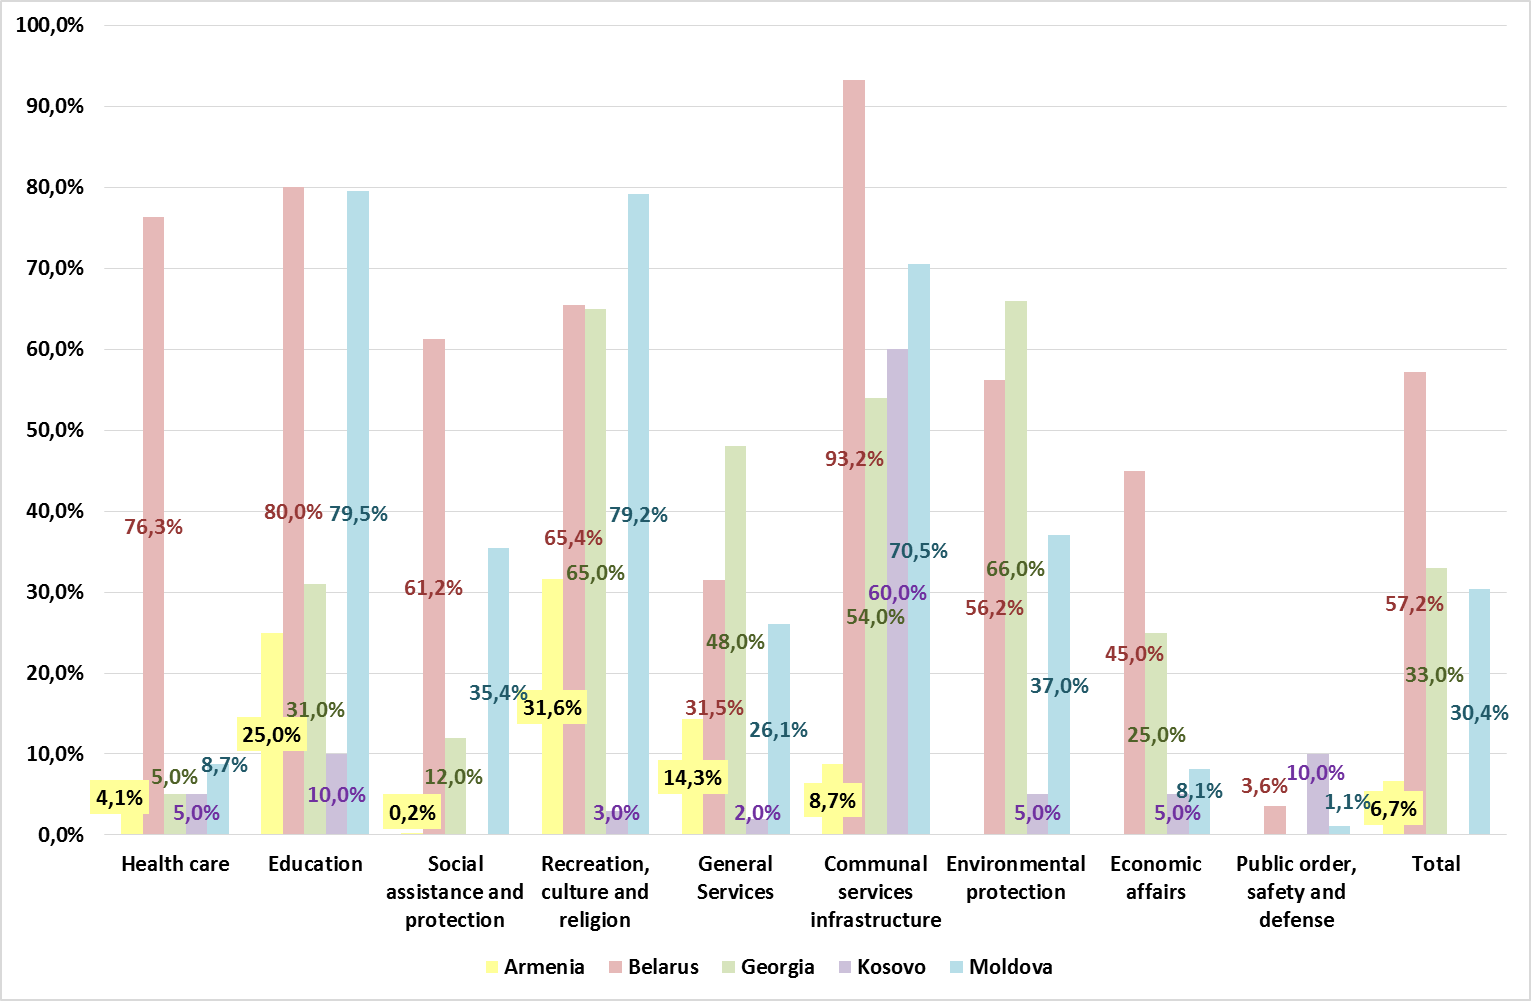 100,0%
90,0%
80,0%
70,0%
60,0%
50,0%
40,0%
30,0%
20,0%
10,0%
0,0%
4,1%
76,3%
5,0%
5,0%
8,7%
25,0%
80,0%
31,0%
10,0%
79,5%
0,2%
61,2%
12,0%
35,4%
31,6%
65,4%
65,0%
3,0%
79,2%
14,3%
31,5%
48,0%
2,0%
26,1%
8,7%
93,2%
54,0%
60,0%
70,5%
56,2%
66,0%
5,0%
37,0%
45,0%
25,0%
5,0%
8,1%
3,6%
10,0%
1,1%
6,7%
57,2%
33,0%
30,4%
Health care
Education
Social
assistance and
protection
Recreation,
culture and
religion
General
Services
Communal
services
infrastructure
Environmental
protection
Economic
affairs
Public order,
safety and
defense
Total
Armenia
Belarus
Georgia
Kosovo
Moldova